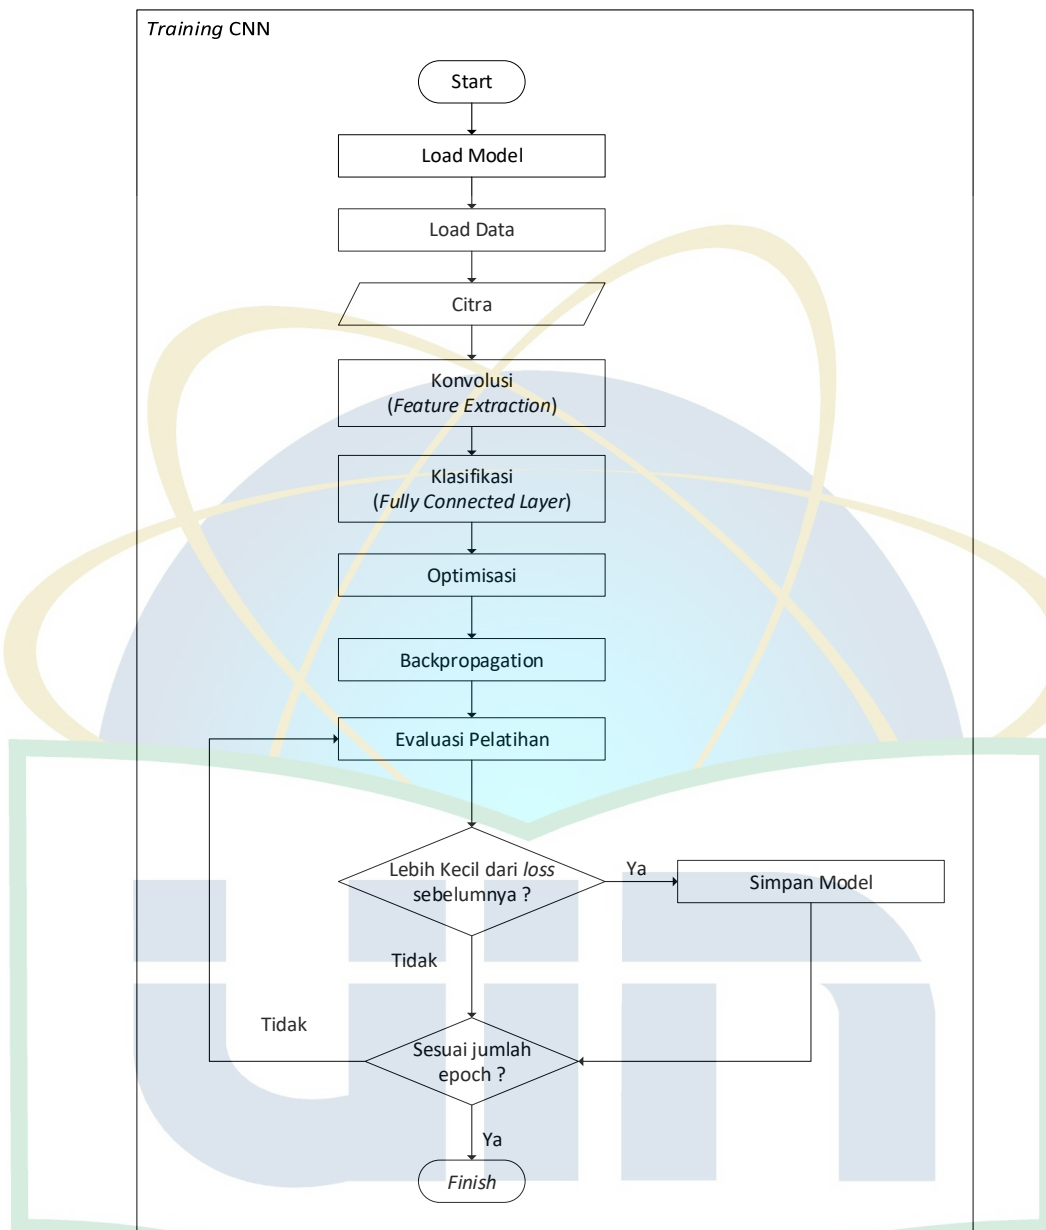 Training CNN
Start
Load Model
Load Data
Citra
Konvolusi
(Feature Extraction)
Klasifikasi
(Fully Connected Layer)
Optimisasi
Backpropagation
Evaluasi Pelatihan
Lebih Kecil dari loss
sebelumnya ?
Ya
Simpan Model
Tidak
Tidak
Sesuai jumlah
epoch ?
Ya
Finish
uin